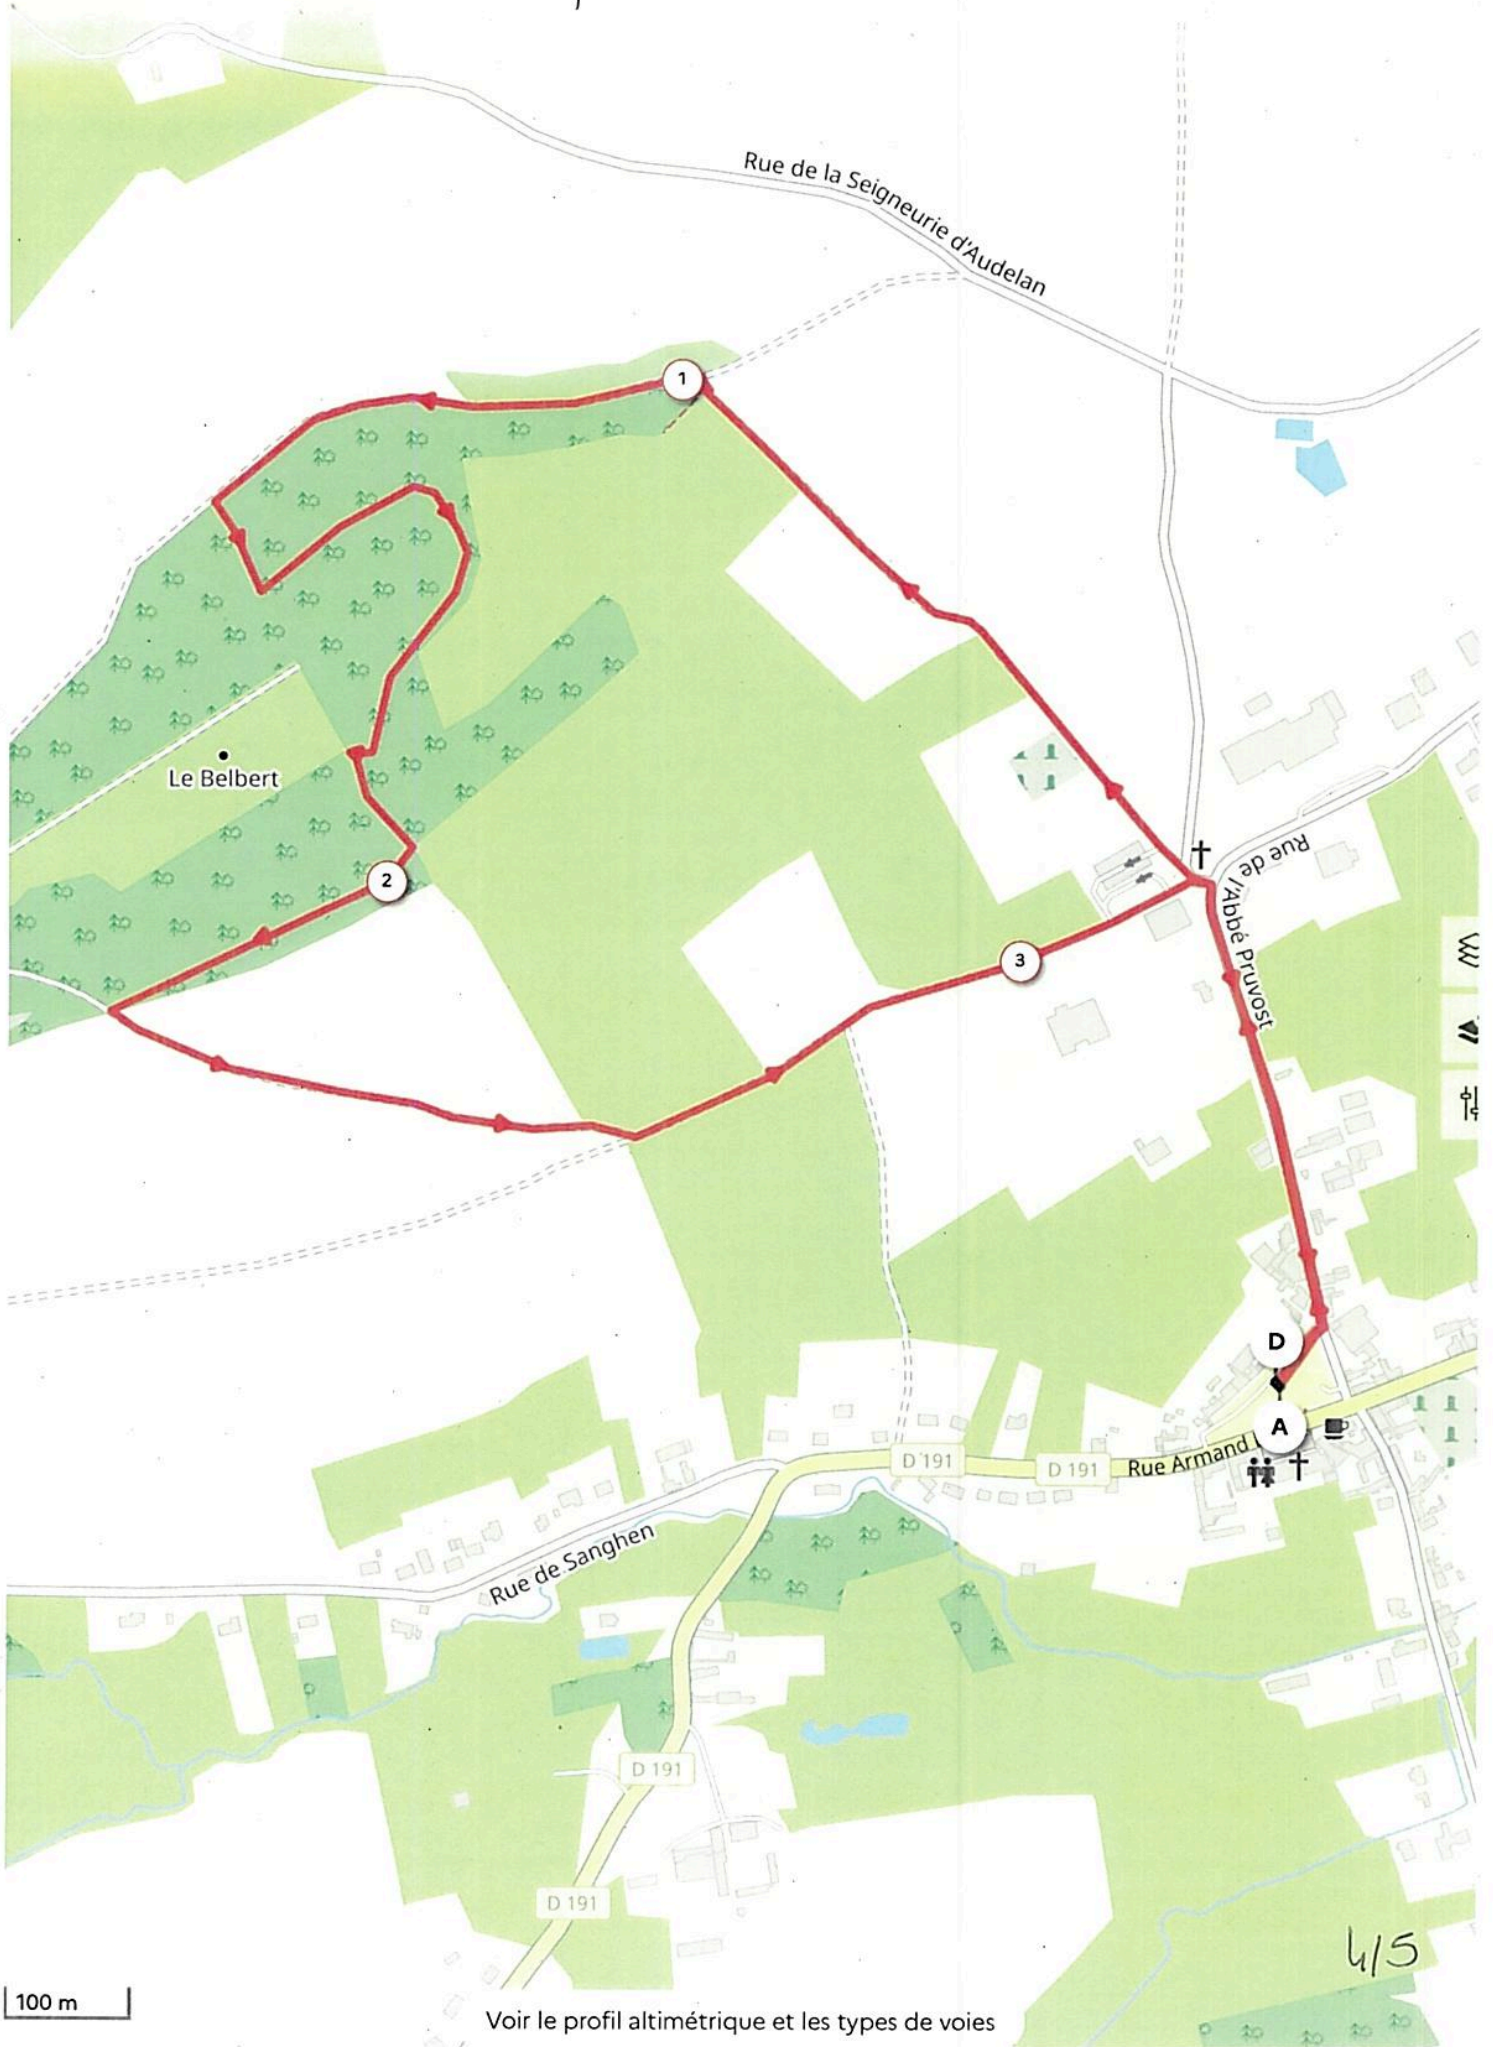 Rue de la Seigneurie d'Audelan
1
Le Belbert
Rue de l'Abbé Pruvost
2
3
D
A
D 191
D 191
Rue Armand
Rue de Sanghen
D 191
D 191
4/5
100 m
Voir le profil altimétrique et les types de voies